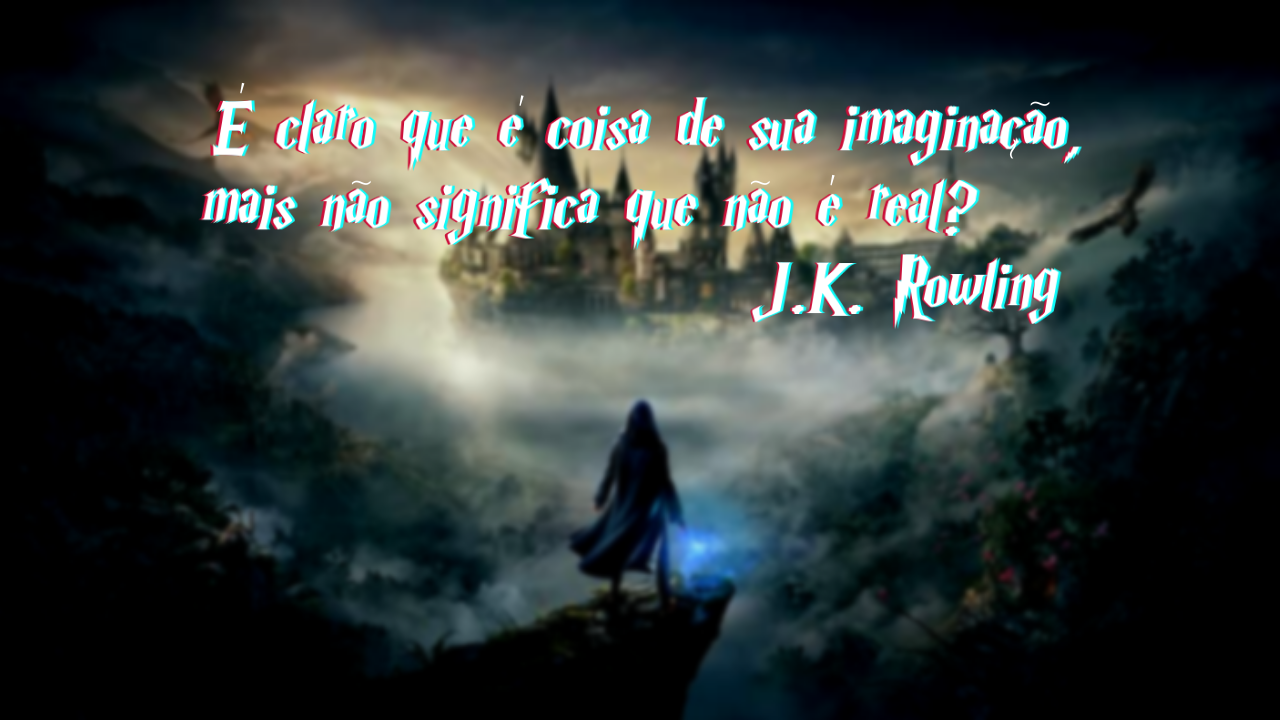 É claro que é coisa de sua imaginação,
mais não significa que não é real?
J.K. Rowling